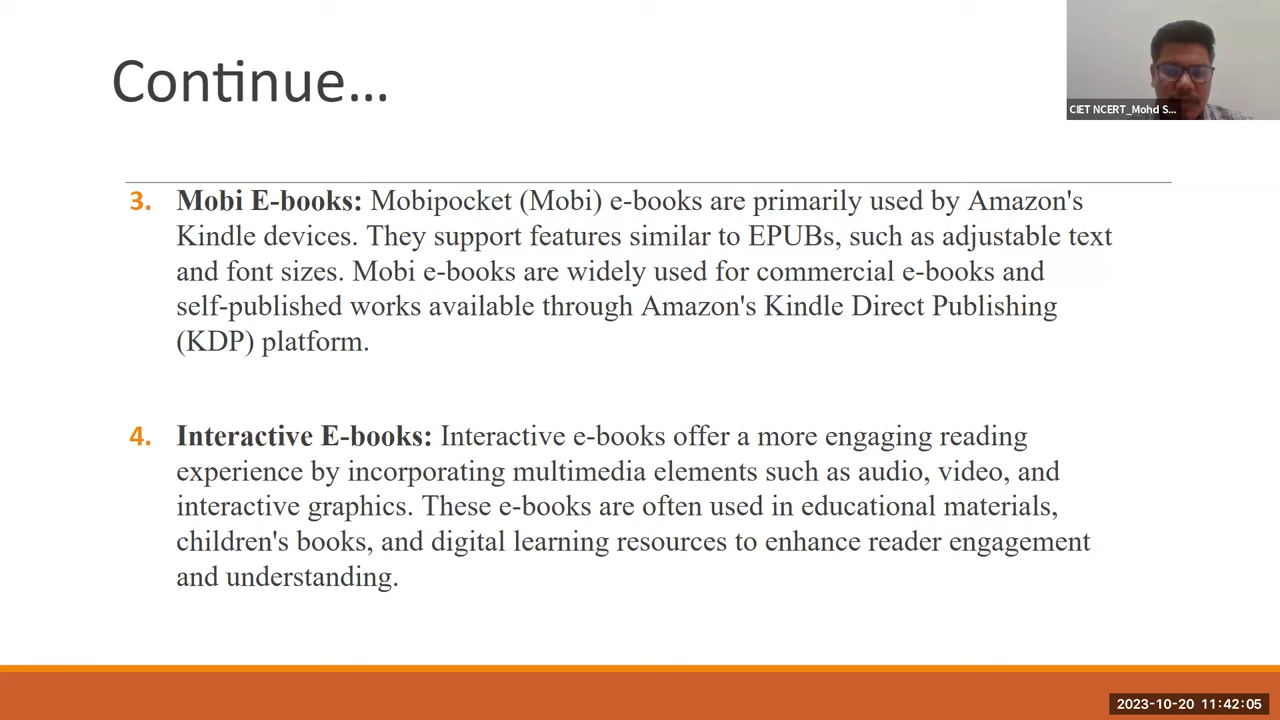 Continue…
CIET NCERT_Mohd S...
3. Mobi E-books: Mobipocket (Mobi) e-books are primarily used by Amazon's
Kindle devices. They support features similar to EPUBs, such as adjustable text
and font sizes. Mobi e-books are widely used for commercial e-books and
self-published works available through Amazon's Kindle Direct Publishing
(KDP) platform.
4. Interactive E-books: Interactive e-books offer a more engaging reading
experience by incorporating multimedia elements such as audio, video, and
interactive graphics. These e-books are often used in educational materials,
children's books, and digital learning resources to enhance reader engagement
and understanding.
2023-10-20 11:42:05